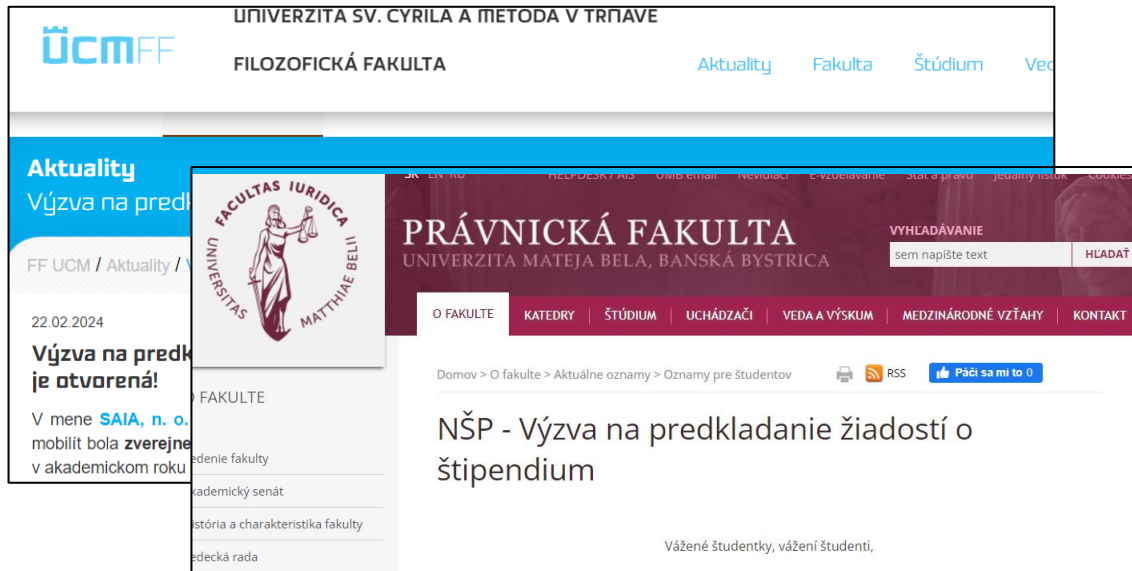 UNIVERZITA SV. CYRILA A METODA V TRNAVE
ücmFF
FILOZOFICKÁ FAKULTA
Aktuality Fakulta Štúdium Ved
Aktuality
Výzva na predk
FF UCM / Aktuality /
22.02.2024
Výzva na predk
je otvorená!
V mene SAIA, n. o.
mobilít bola zverejne
v akademickom roku
SK EN RU HELPDESK / AIS UMB email Nevidiaci E-vzdelávanie Štát a právo Jedálny lístok Cookies
FACULTAS IURIDICA
UNIVERSITAS MATTHIAE BELII
PRÁVNICKÁ FAKULTA
UNIVERZITA MATEJA BELA, BANSKÁ BYSTRICA
VYHĽADÁVANIE
sem napíšte text HĽADAŤ
O FAKULTE KATEDRY ŠTÚDIUM UCHÁDZAČI VEDA A VÝSKUM MEDZINÁRODNÉ VZŤAHY KONTAKT
Domov > O fakulte > Aktuálne oznamy > Oznamy pre študentov RSS Páči sa mi to 0
FAKULTE
edenie fakulty
kademický senát
istória a charakteristika fakulty
edecká rada
NŠP - Výzva na predkladanie žiadostí o
štipendium
Vážené študentky, vážení študenti,